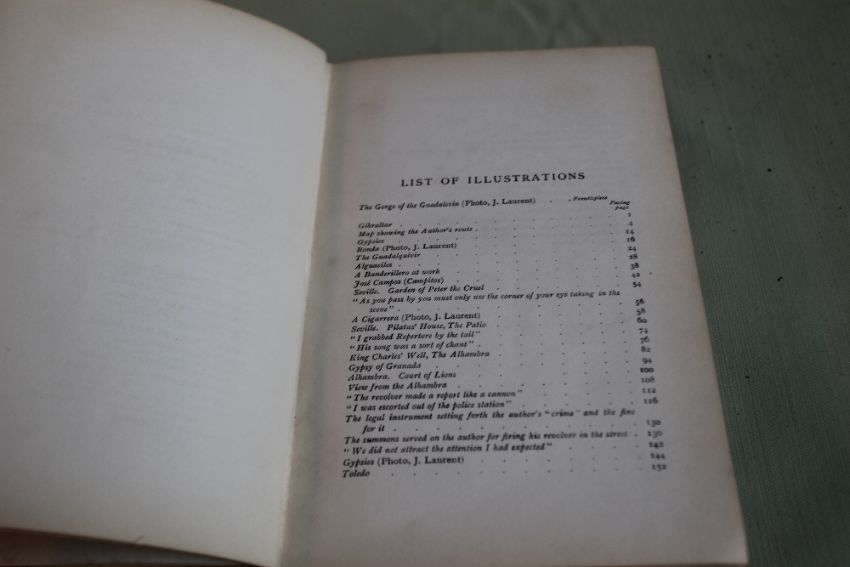 LIST OF ILLUSTRATIONS
The Gorge of the Guadalevin (Photo, J. Laurent) . . Frontispiece
Facing page
Gibraltar . . . 1
Map showing the Author's route . . . 4
Gypsies . . . 14
Ronda (Photo, J. Laurent) . . . 16
The Guadalquivir . . . 24
Alguaciles . . . 28
A Banderillero at work . . . 38
José Campos (Campitos) . . . 42
Seville. Garden of Peter the Cruel . . . 54
"As you pass by you must only use the corner of your eye taking in the
scene" . . . 56
A Cigarrera (Photo, J. Laurent) . . . 58
Seville. Pilatus' House, The Patio . . . 60
"I grabbed Repertore by the tail" . . . 74
"His song was a sort of chant" . . . 76
King Charles' Well, The Alhambra . . . 82
Gypsy of Granada . . . 94
Alhambra. Court of Lions . . . 100
View from the Alhambra . . . 108
"The revolver made a report like a cannon" . . . 112
"I was escorted out of the police station" . . . 116
The legal instrument setting forth the author's "crime" and the fine
for it . . . 130
The summons served on the author for firing his revolver in the street . 130
"We did not attract the attention I had expected" . . . 142
Gypsies (Photo, J. Laurent) . . . 144
Toledo . . . 152